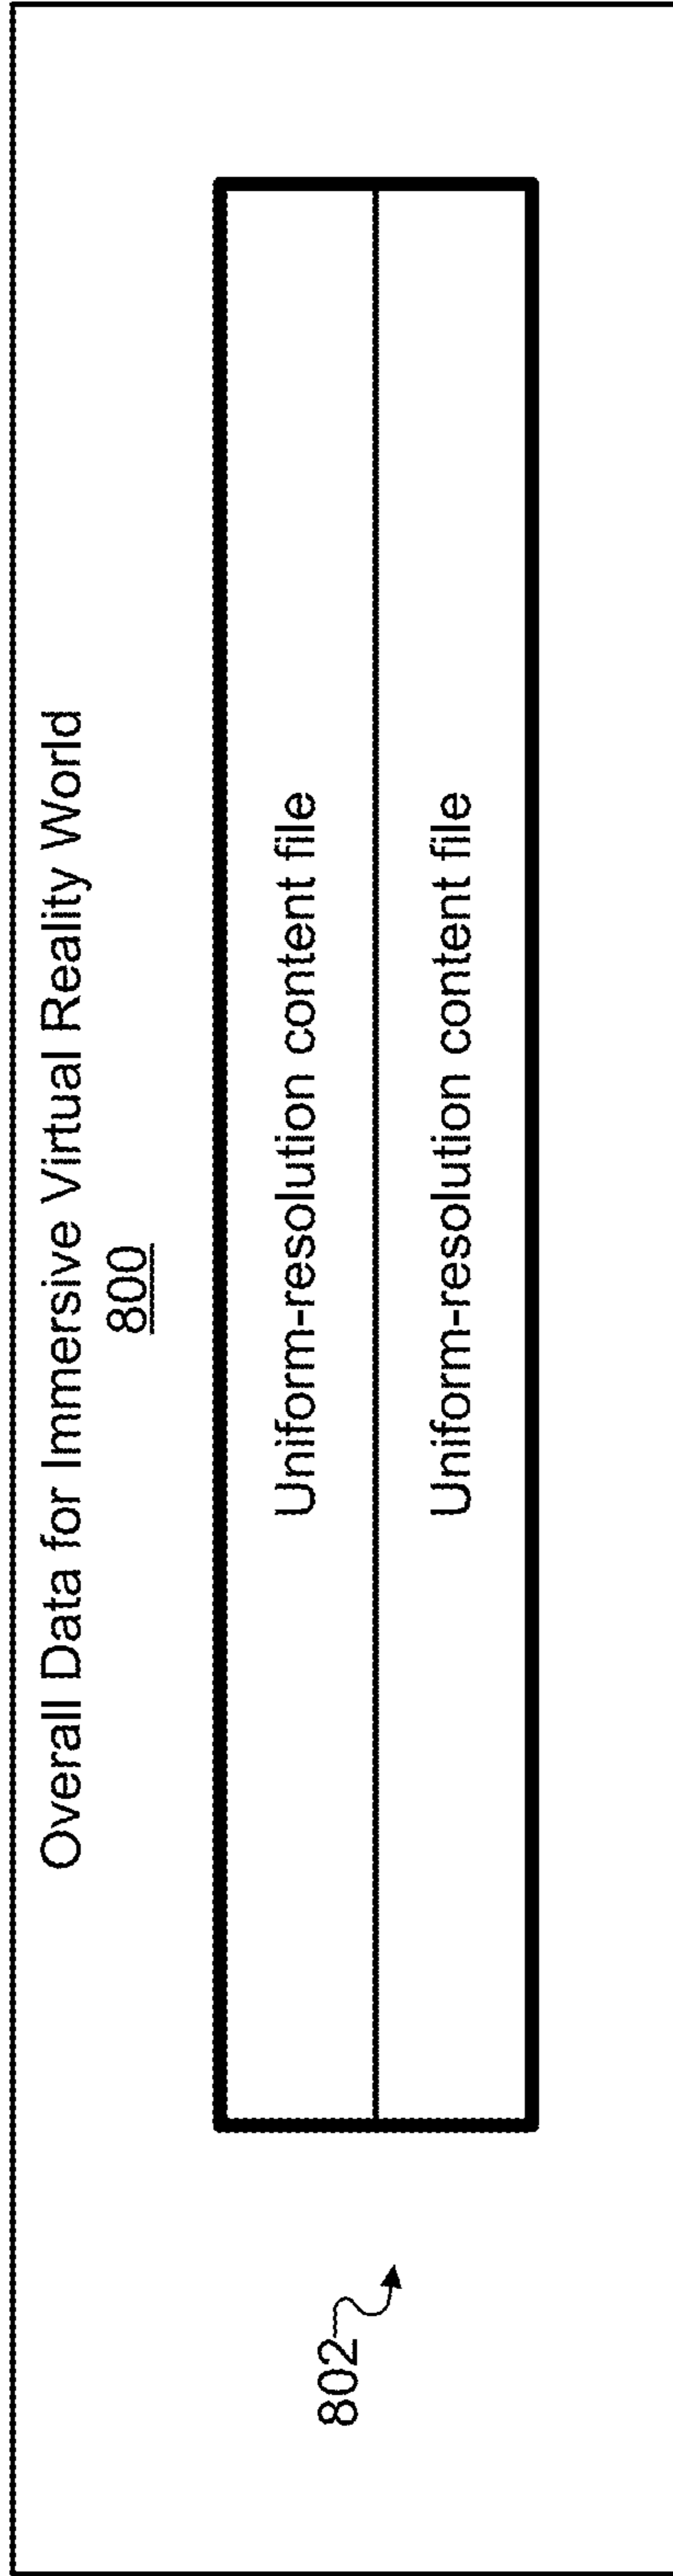 Overall Data for Immersive Virtual Reality World
800
Uniform-resolution content file
Uniform-resolution content file
802